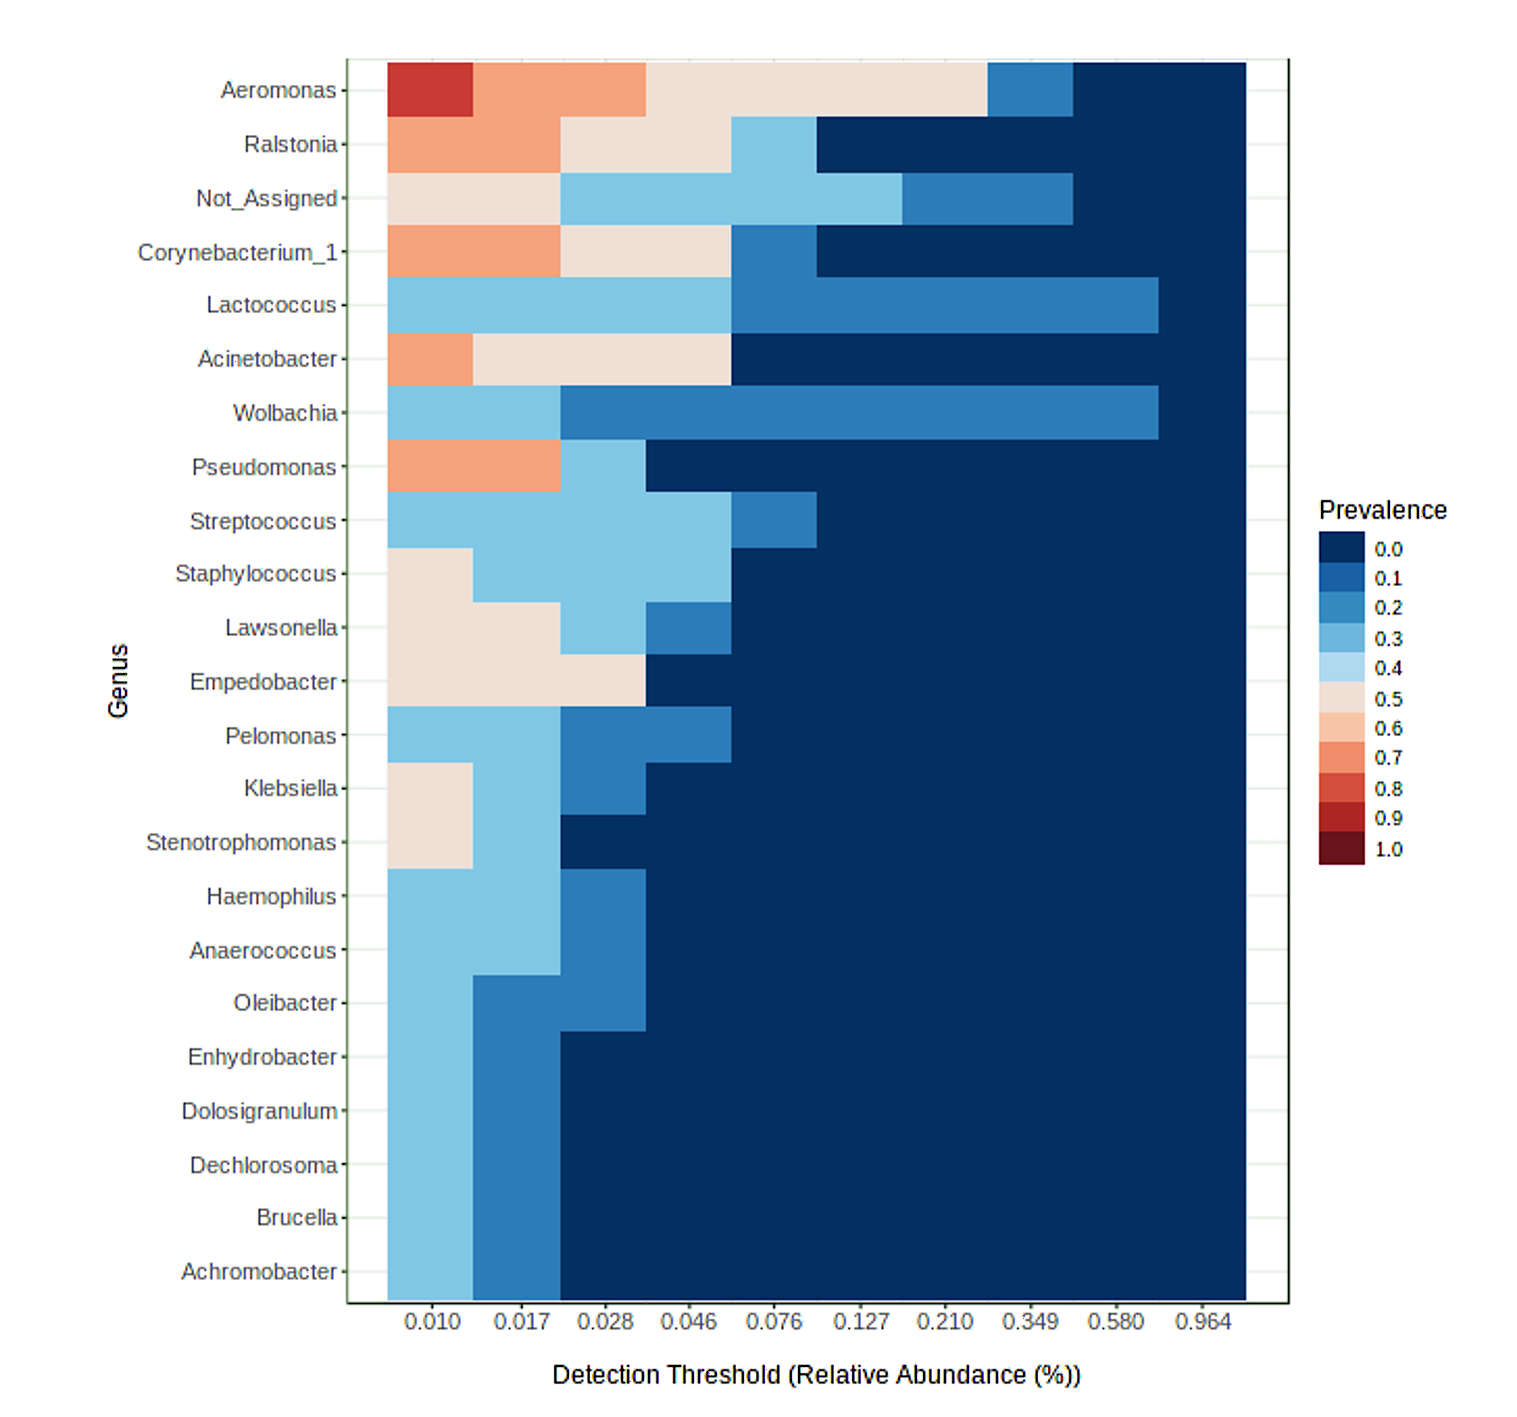 Aeromonas
Ralstonia
Not_Assigned
Corynebacterium_1
Lactococcus
Acinetobacter
Wolbachia
Pseudomonas
Streptococcus
Staphylococcus
Lawsonella
Empedobacter
Pelomonas
Klebsiella
Stenotrophomonas
Haemophilus
Anaerococcus
Oleibacter
Enhydrobacter
Dolosigranulum
Dechlorosoma
Brucella
Achromobacter
Genus
0.010 0.017 0.028 0.046 0.076 0.127 0.210 0.349 0.580 0.964
Detection Threshold (Relative Abundance (%))
Prevalence
0.0
0.1
0.2
0.3
0.4
0.5
0.6
0.7
0.8
0.9
1.0